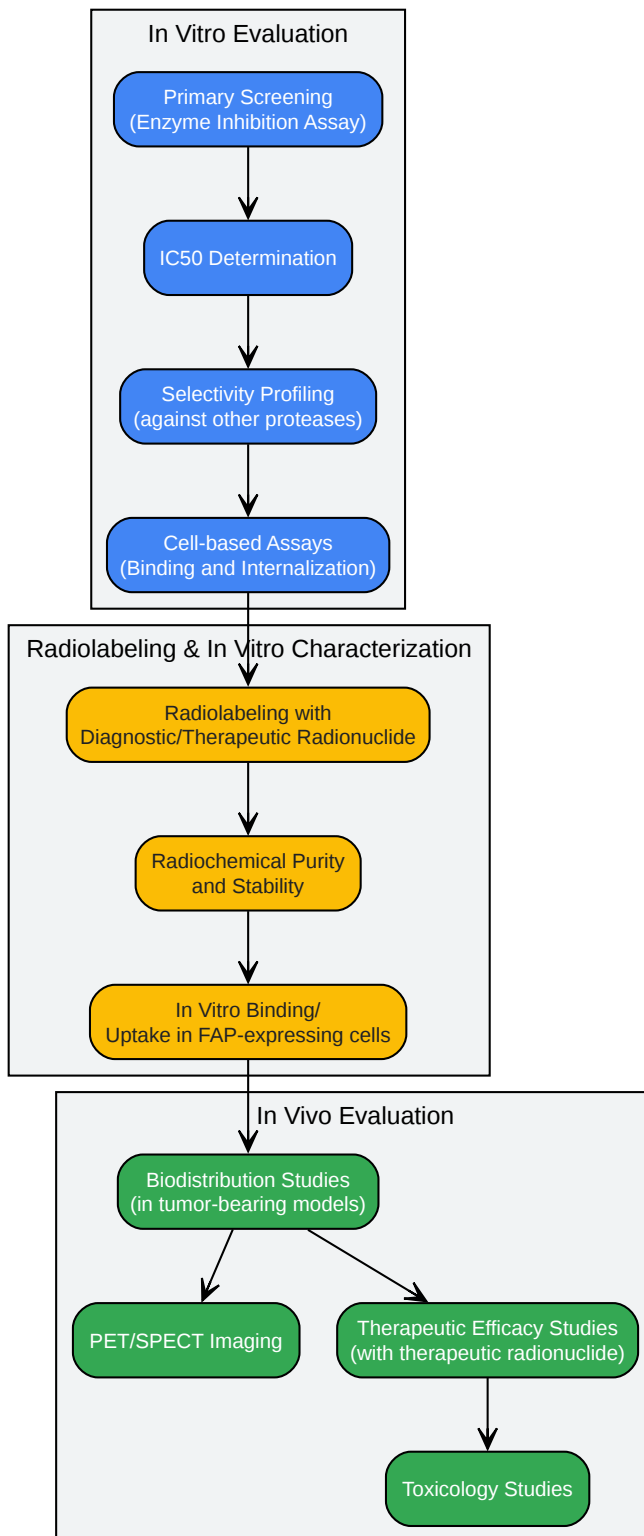 In Vitro Evaluation
Primary Screening
(Enzyme Inhibition Assay)
IC50 Determination
Selectivity Profiling
(against other proteases)
Cell-based Assays
(Binding and Internalization)
Radiolabeling & In Vitro Characterization
Radiolabeling with
Diagnostic/Therapeutic Radionuclide
Radiochemical Purity
and Stability
In Vitro Binding/
Uptake in FAP-expressing cells
In Vivo Evaluation
Biodistribution Studies
(in tumor-bearing models)
PET/SPECT Imaging
Therapeutic Efficacy Studies
(with therapeutic radionuclide)
Toxicology Studies